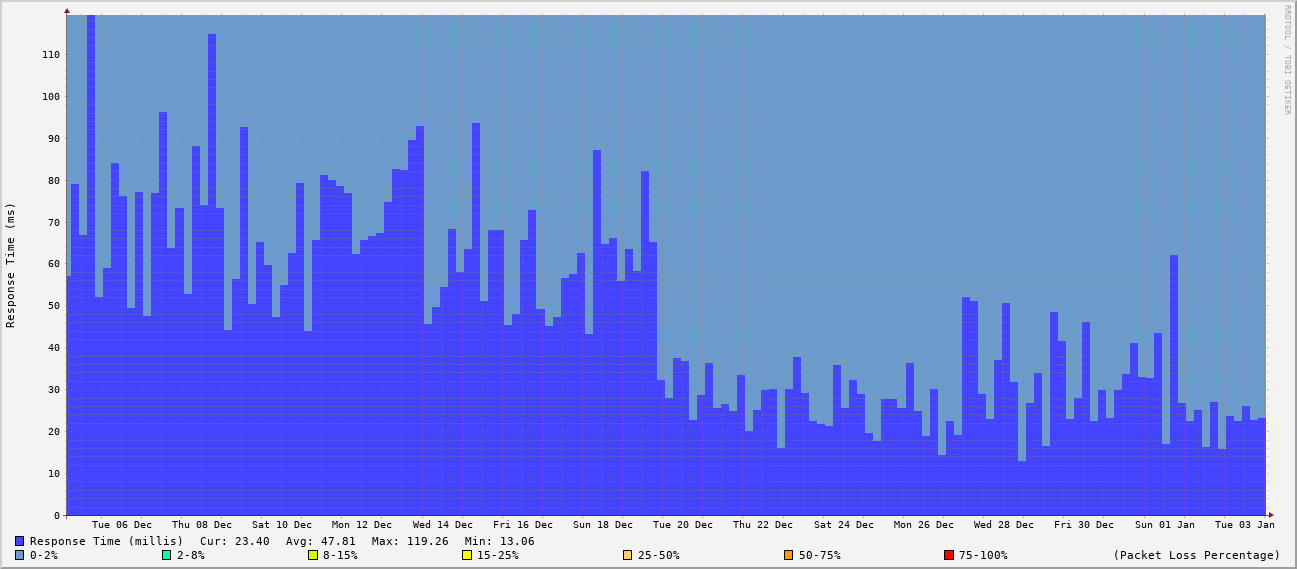 RRDTOOL / TOBI OETIKER
Response Time (ms)
110
100
90
80
70
60
50
40
30
20
10
0
Tue 06 Dec Thu 08 Dec Sat 10 Dec Mon 12 Dec Wed 14 Dec Fri 16 Dec Sun 18 Dec Tue 20 Dec Thu 22 Dec Sat 24 Dec Mon 26 Dec Wed 28 Dec Fri 30 Dec Sun 01 Jan Tue 03 Jan
Response Time (millis) Cur: 23.40 Avg: 47.81 Max: 119.26 Min: 13.06
0-2% 2-8% 8-15% 15-25% 25-50% 50-75% 75-100% (Packet Loss Percentage)